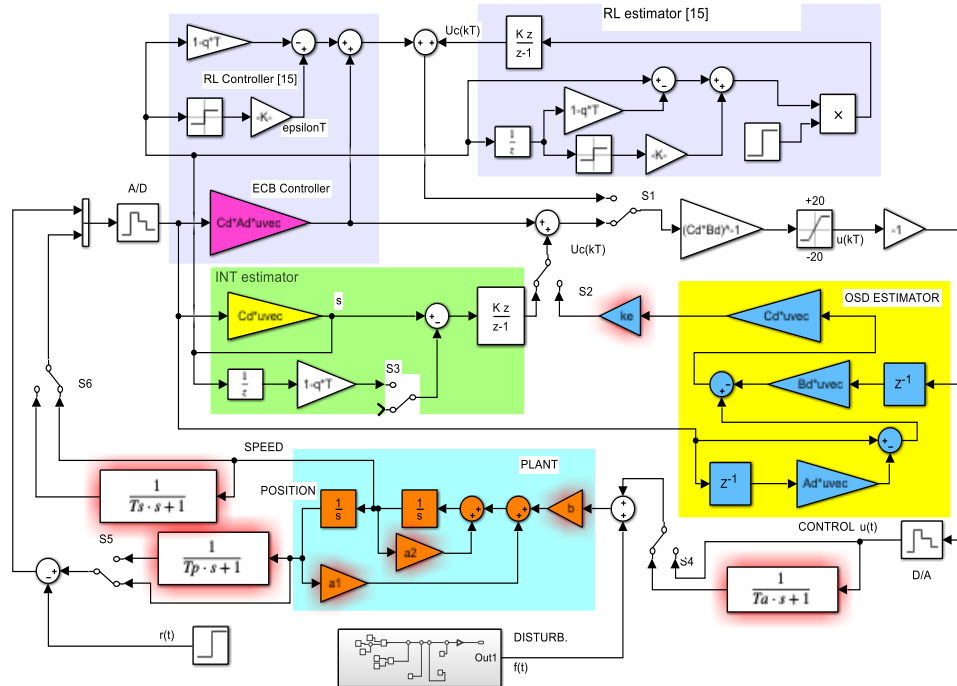 RL estimator [15]
1-q*T
Uc(kT)
K z
z-1
RL Controller [15]
-K-
epsilonT
1-q*T
1
z
-K-
×
A/D
ECB Controller
Cd*Ad*uvec
S1
Uc(kT)
(Cd*Bd)^-1
+20
-20
u(kT)
-1
INT estimator
Cd*uvec
s
K z
z-1
S2
ke
Cd*uvec
OSD ESTIMATOR
1
z
1-q*T
S3
Bd*uvec
Z-1
S6
SPEED
Z-1
Ad*uvec
1
Ts · s+1
POSITION
PLANT
1
s
1
s
b
a2
a1
S5
1
Tp · s+1
CONTROL u(t)
D/A
S4
1
Ta · s+1
r(t)
DISTURB.
f(t)
Out1